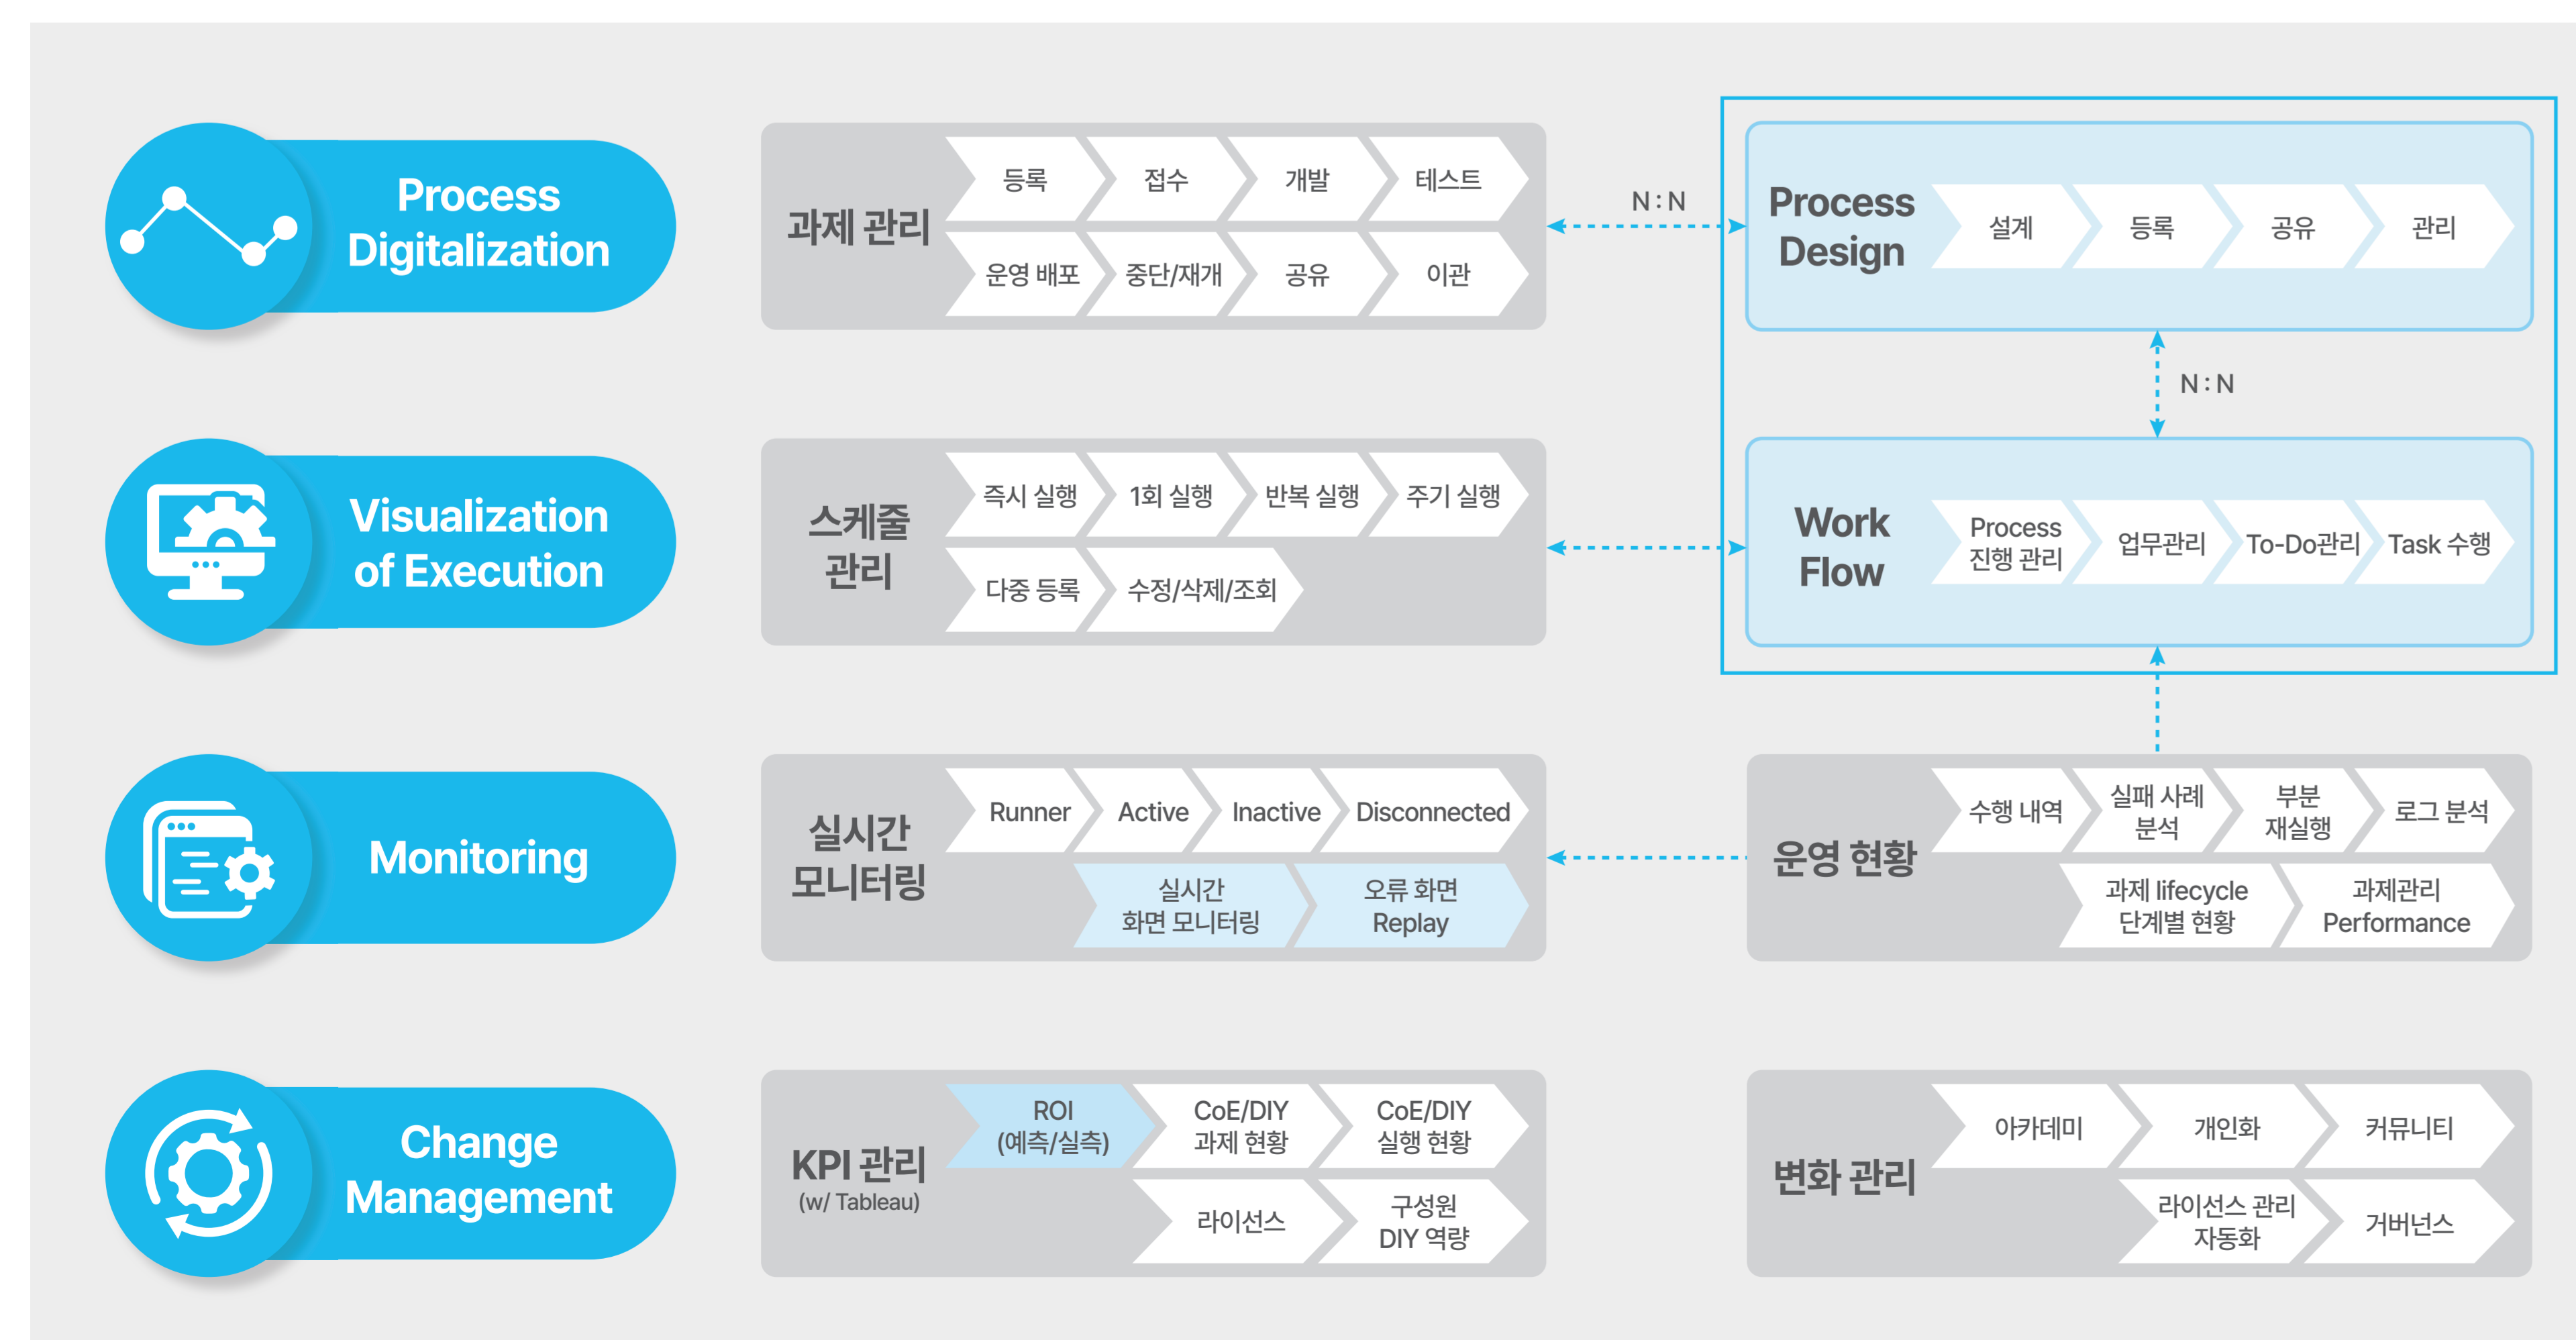 Process
Digitalization
과제 관리
등록
접수
개발
테스트
운영 배포
중단/재개
공유
이관
N : N
Process
Design
설계
등록
공유
관리
N : N
Visualization
of Execution
스케줄
관리
즉시 실행
1회 실행
반복 실행
주기 실행
다중 등록
수정/삭제/조회
Work
Flow
Process
진행 관리
업무관리
To-Do관리
Task 수행
Monitoring
실시간
모니터링
Runner
Active
Inactive
Disconnected
실시간
화면 모니터링
오류 화면
Replay
운영 현황
수행 내역
실패 사례
분석
부분
재실행
로그 분석
과제 lifecycle
단계별 현황
과제관리
Performance
Change
Management
KPI 관리
(w/ Tableau)
ROI
(예측/실측)
CoE/DIY
과제 현황
CoE/DIY
실행 현황
라이선스
구성원
DIY 역량
변화 관리
아카데미
개인화
커뮤니티
라이선스 관리
자동화
거버넌스